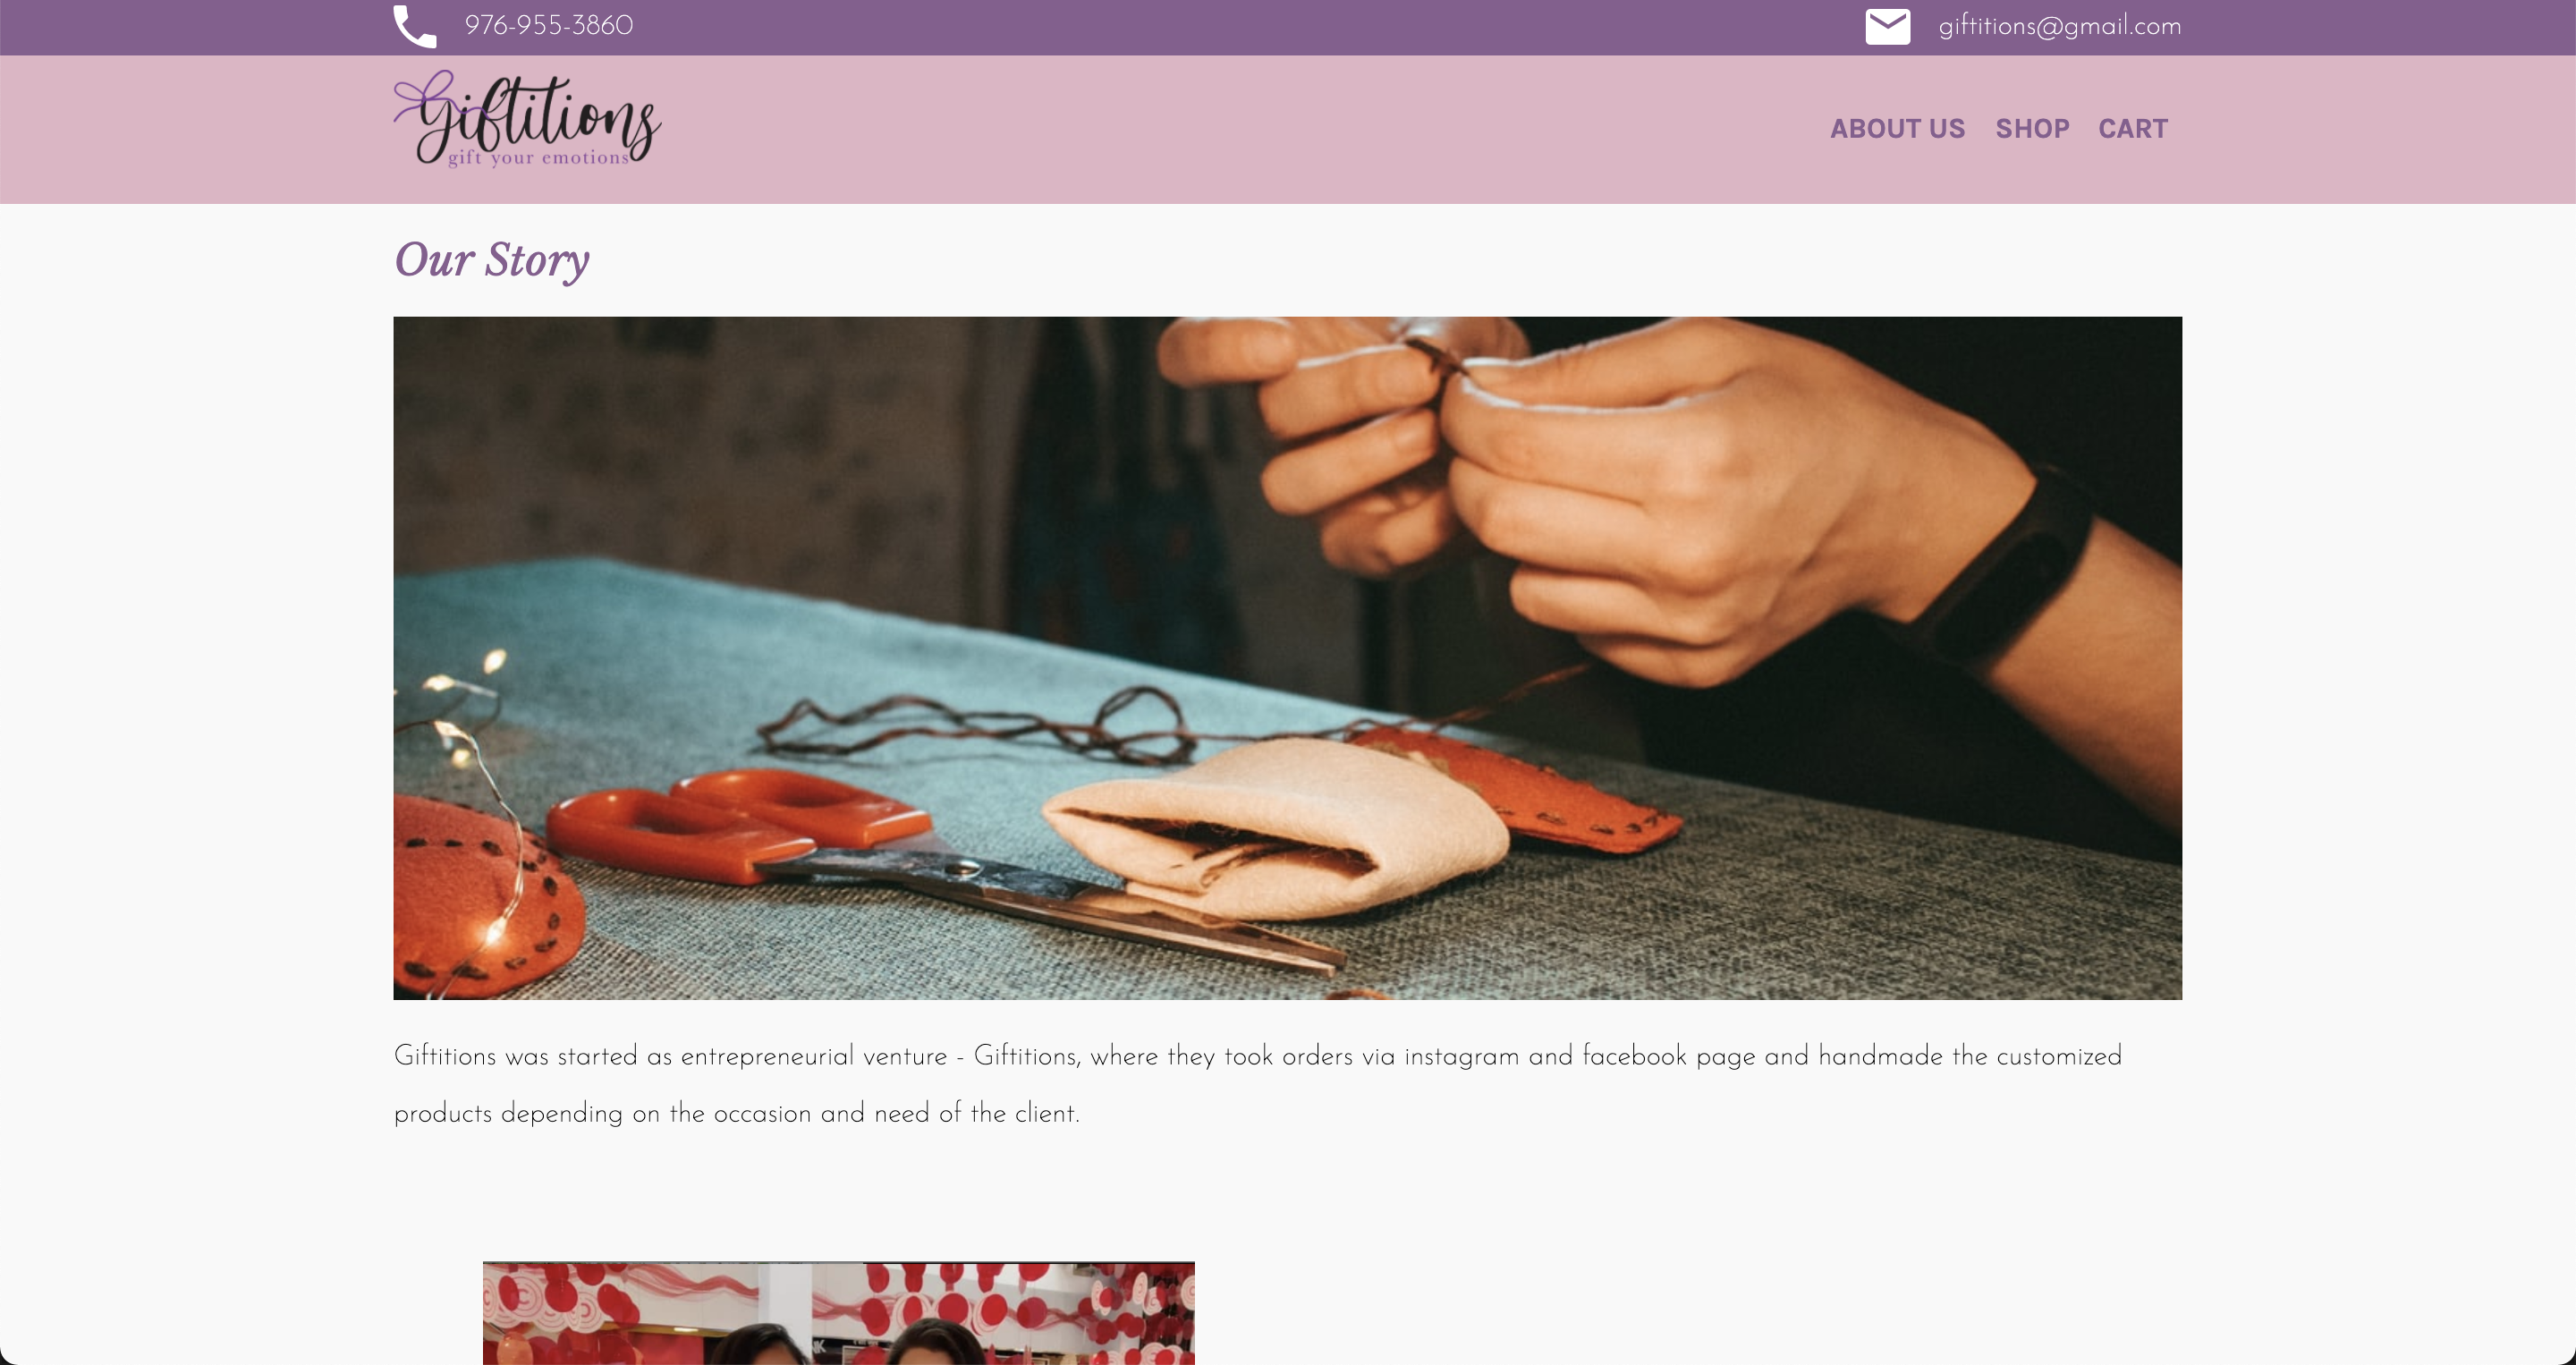 976-955-3860
giftitions@gmail.com
giftitions
gift your emotions
ABOUT US SHOP CART
Our Story
Giftitions was started as entrepreneurial venture - Giftitions, where they took orders via instagram and facebook page and handmade the customized
products depending on the occasion and need of the client.